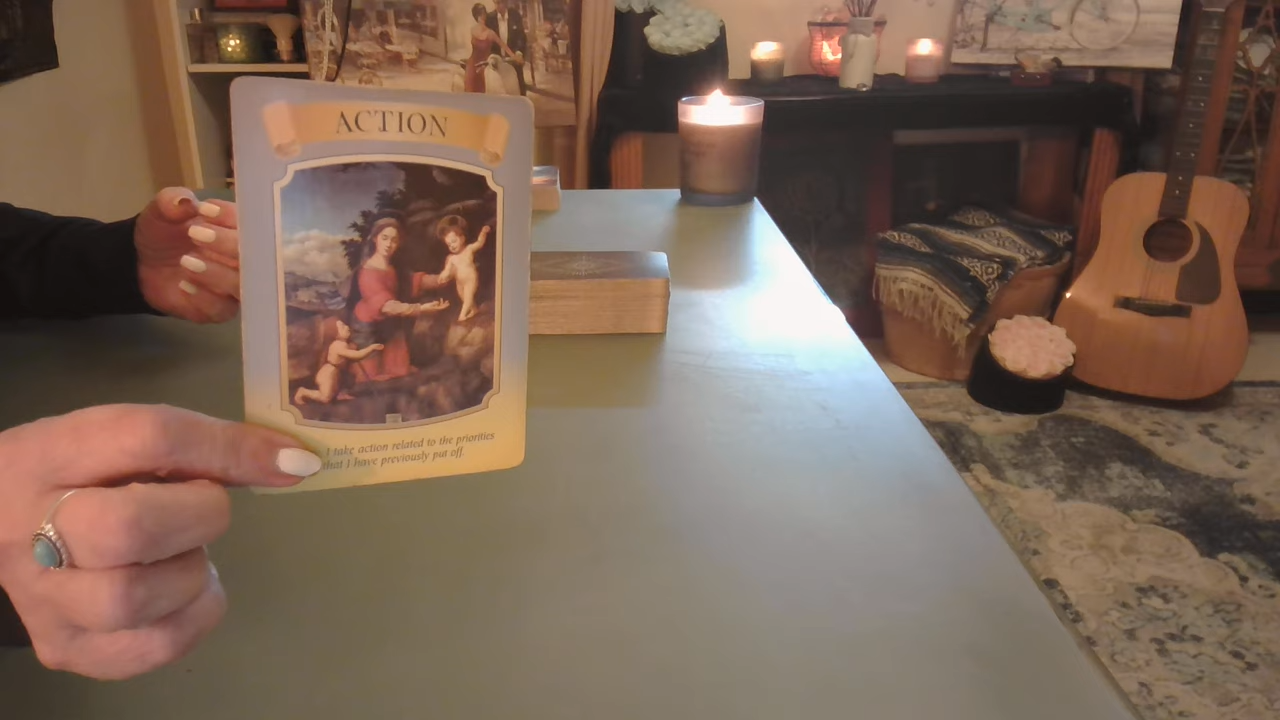 ACTION
I take action related to the priorities
that I have previously put off.